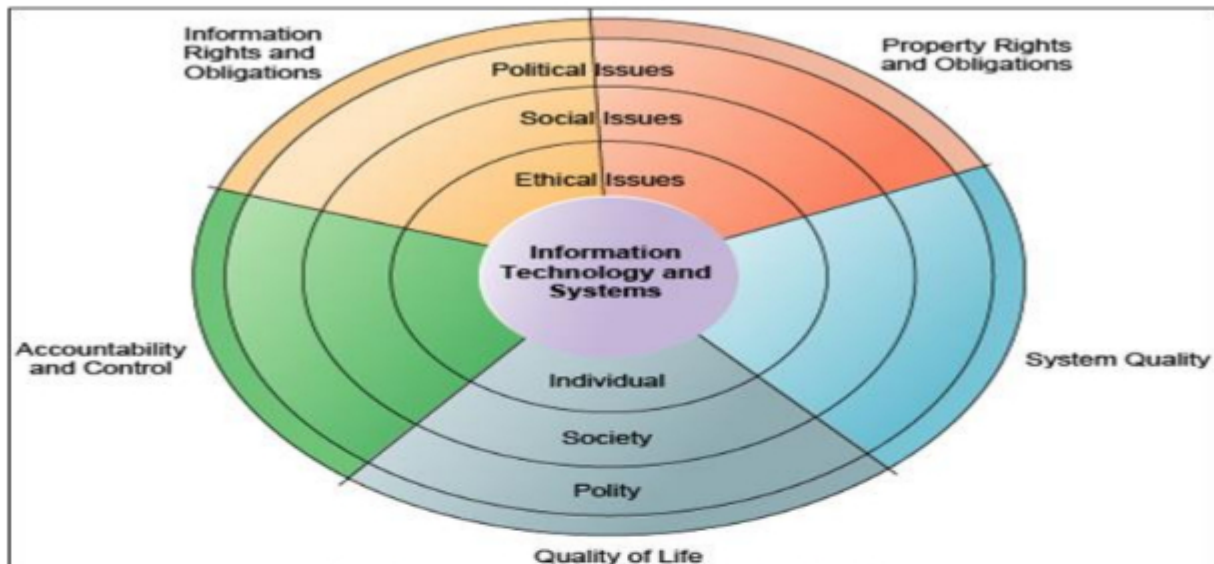 Information
Rights and
Obligations
Property Rights
and Obligations
Political Issues
Social Issues
Ethical Issues
Information
Technology and
Systems
Accountability
and Control
System Quality
Individual
Society
Polity
Quality of Life